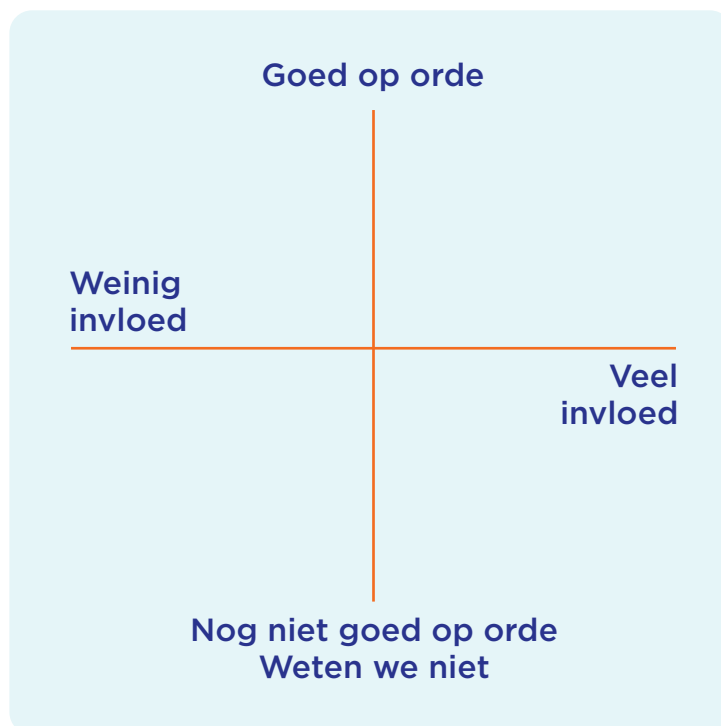 Goed op orde
Weinig
invloed
Veel
invloed
Nog niet goed op orde
Weten we niet